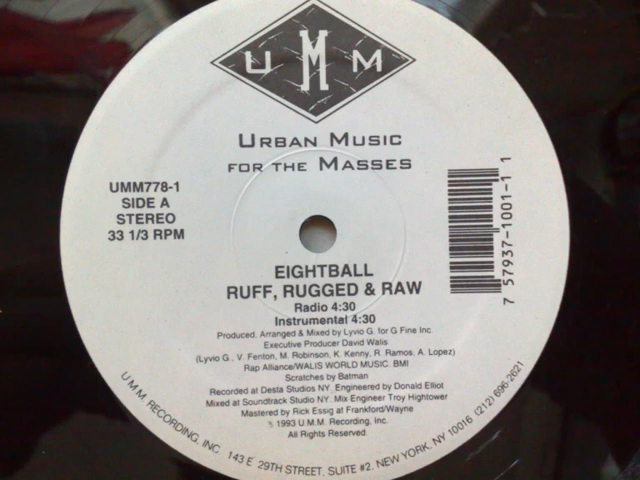 U M M
URBAN MUSIC
FOR THE MASSES
UMM778-1
SIDE A
STEREO
33 1/3 RPM
7 57937-1001-1 1
EIGHTBALL
RUFF, RUGGED & RAW
Radio 4:30
Instrumental 4:30
Produced, Arranged & Mixed by Lyvio G. for G Fine Inc.
Executive Producer David Walis
(Lyvio G., V. Fenton, M. Robinson, K. Kenny, R. Ramos, A. Lopez)
Rap Alliance/WALIS WORLD MUSIC BMI
Scratches by Batman
Recorded at Desta Studios NY. Engineered by Donald Elliot
Mixed at Soundtrack Studio NY. Mix Engineer Troy Hightower
Mastered by Rick Essig at Frankford/Wayne
℗ 1993 U.M.M. Recording, Inc.
All Rights Reserved.
U.M.M. RECORDING, INC. 143 E. 29TH STREET, SUITE #2, NEW YORK, NY 10016 (212) 696-2621